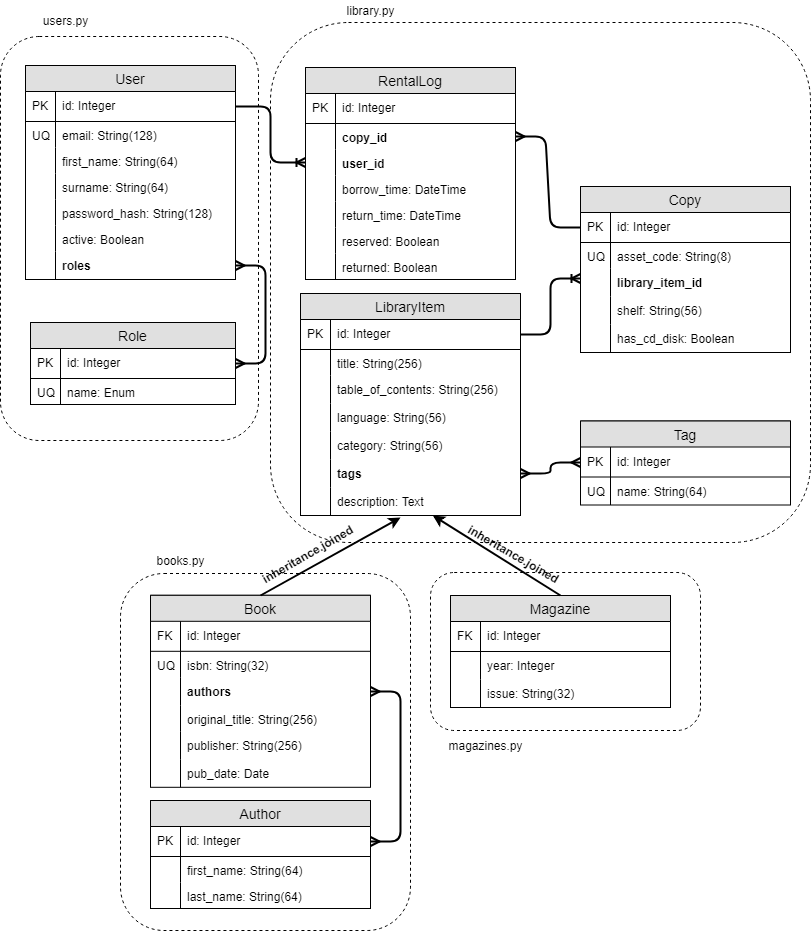 users.py
User
PK id: Integer
UQ email: String(128)
first_name: String(64)
surname: String(64)
password_hash: String(128)
active: Boolean
roles
Role
PK id: Integer
UQ name: Enum
library.py
RentalLog
PK id: Integer
copy_id
user_id
borrow_time: DateTime
return_time: DateTime
reserved: Boolean
returned: Boolean
Copy
PK id: Integer
UQ asset_code: String(8)
library_item_id
shelf: String(56)
has_cd_disk: Boolean
LibraryItem
PK id: Integer
title: String(256)
table_of_contents: String(256)
language: String(56)
category: String(56)
tags
description: Text
Tag
PK id: Integer
UQ name: String(64)
inheritance.joined
inheritance.joined
books.py
Book
FK id: Integer
UQ isbn: String(32)
authors
original_title: String(256)
publisher: String(256)
pub_date: Date
Author
PK id: Integer
first_name: String(64)
last_name: String(64)
Magazine
FK id: Integer
year: Integer
issue: String(32)
magazines.py